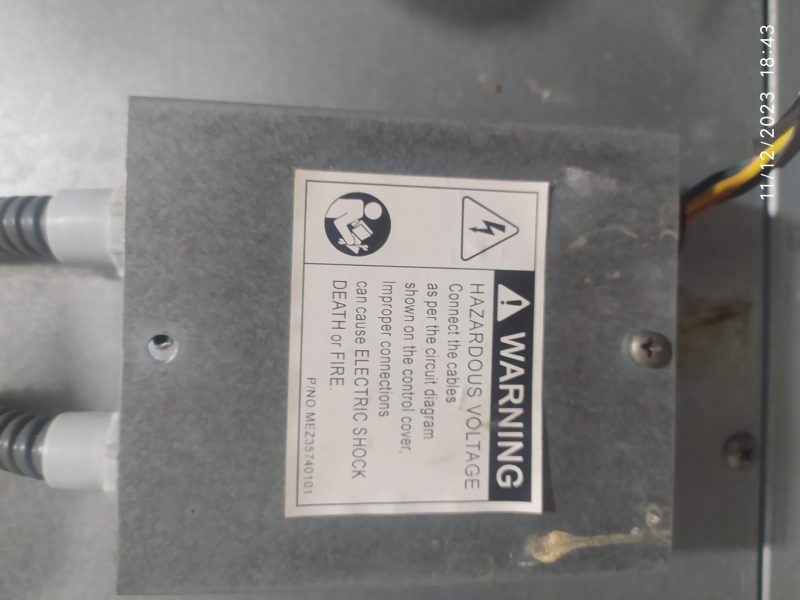 WARNING
HAZARDOUS VOLTAGE
Connect the cables
as per the circuit diagram
shown on the control cover,
Improper connections
can cause ELECTRIC SHOCK
DEATH or FIRE.
P/NO MEZ35740101
11/12/2023 18:43